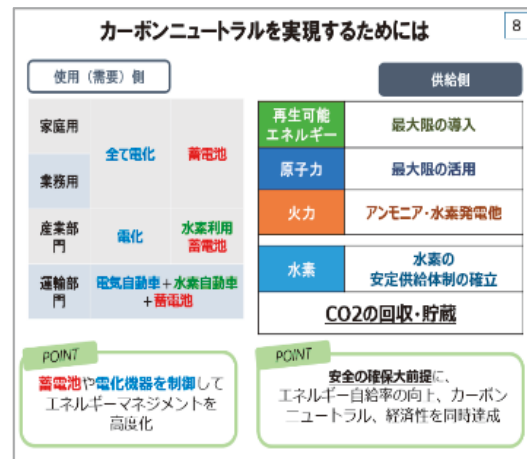 カーボンニュートラルを実現するためには
8
使用（需要）側
家庭用
全て電化
蓄電池
業務用
産業部
門
電化
水素利用
蓄電池
運輸部
門
電気自動車+水素自動車
+蓄電池
POINT
蓄電池や電化機器を制御して
エネルギーマネジメントを
高度化
供給側
再生可能
エネルギー
最大限の導入
原子力
最大限の活用
火力
アンモニア・水素発電他
水素
水素の
安定供給体制の確立
CO2の回収・貯蔵
POINT
安全の確保大前提に、
エネルギー自給率の向上、カーボン
ニュートラル、経済性を同時達成